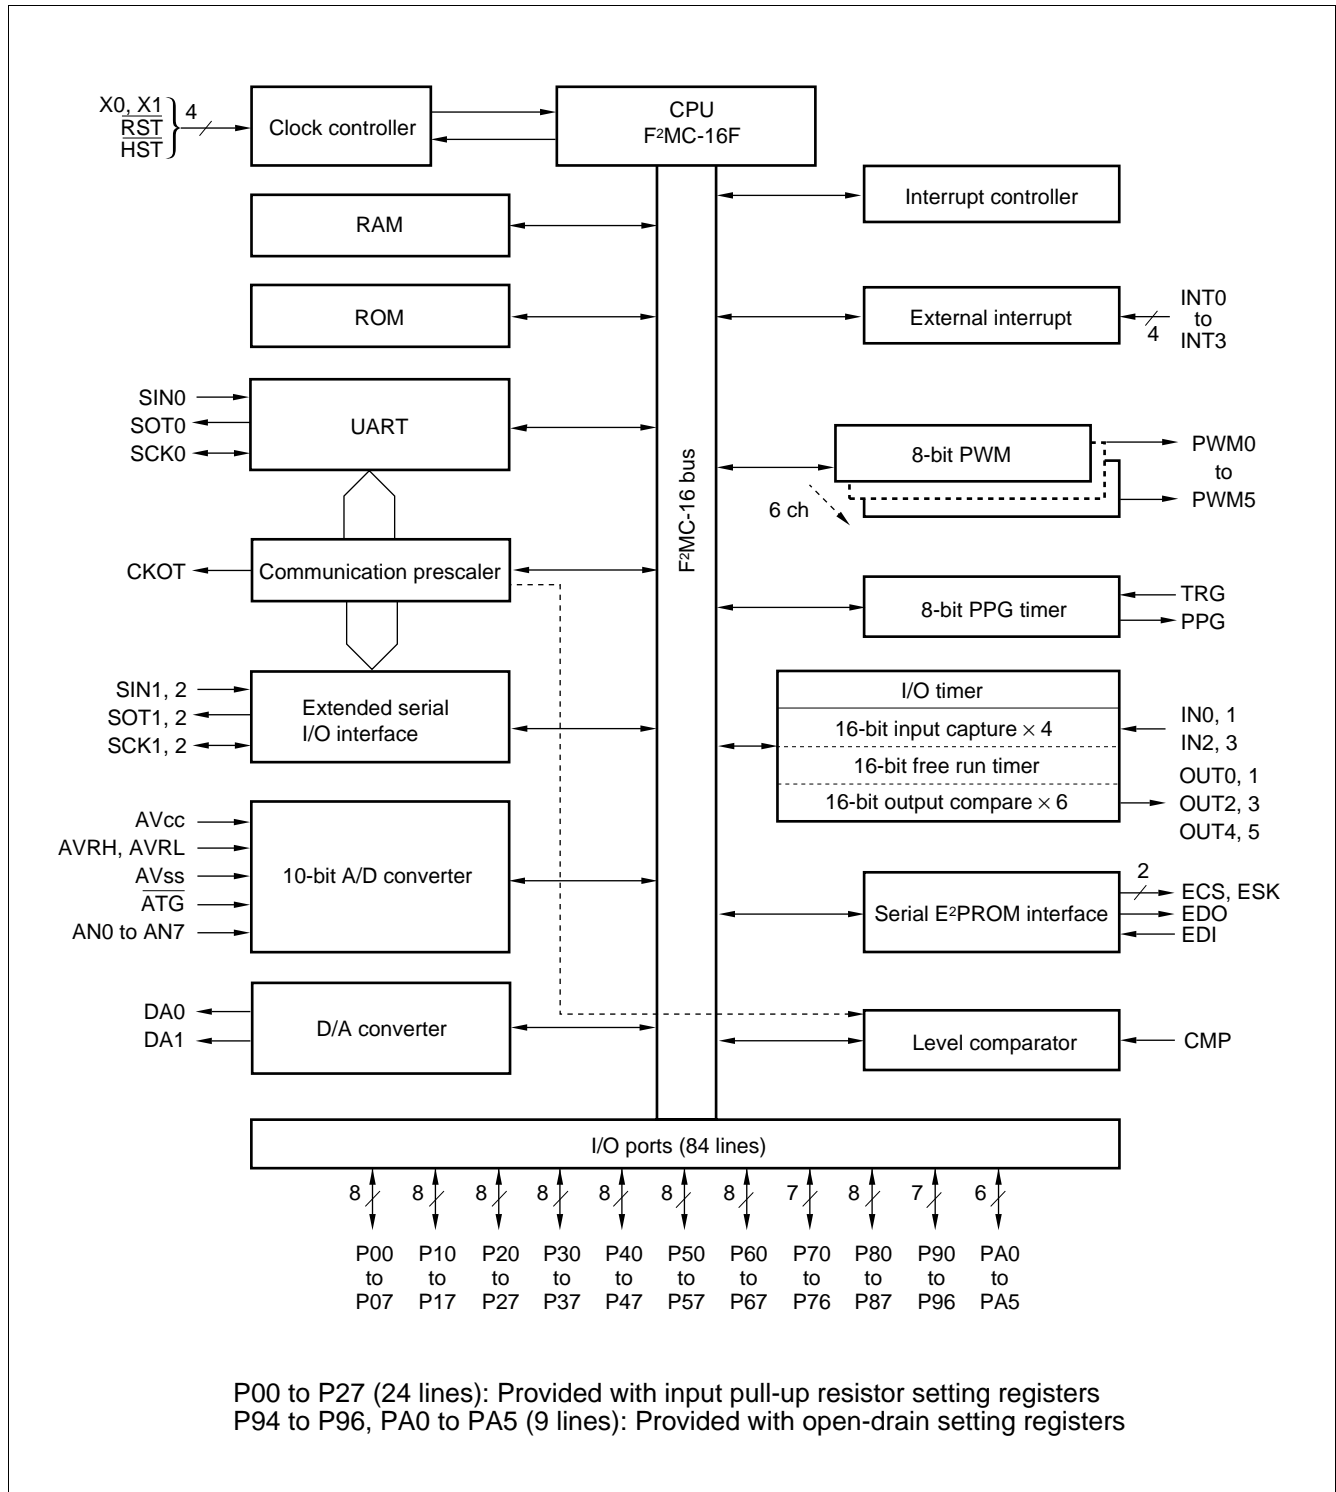 X0, X1
RST
HST
4
Clock controller
CPU
F²MC-16F
Interrupt controller
RAM
ROM
External interrupt
4
INT0
to
INT3
SIN0
SOT0
SCK0
UART
F²MC-16 bus
8-bit PWM
6 ch
PWM0
to
PWM5
CKOT
Communication prescaler
8-bit PPG timer
TRG
PPG
SIN1, 2
SOT1, 2
SCK1, 2
Extended serial
I/O interface
I/O timer
16-bit input capture × 4
16-bit free run timer
16-bit output compare × 6
IN0, 1
IN2, 3
OUT0, 1
OUT2, 3
OUT4, 5
AVcc
AVRH, AVRL
AVss
ATG
AN0 to AN7
10-bit A/D converter
Serial E²PROM interface
2
ECS, ESK
EDO
EDI
DA0
DA1
D/A converter
Level comparator
CMP
I/O ports (84 lines)
8 8 8 8 8 8 8 7 8 7 6
P00 P10 P20 P30 P40 P50 P60 P70 P80 P90 PA0
to to to to to to to to to to to
P07 P17 P27 P37 P47 P57 P67 P76 P87 P96 PA5
P00 to P27 (24 lines): Provided with input pull-up resistor setting registers
P94 to P96, PA0 to PA5 (9 lines): Provided with open-drain setting registers